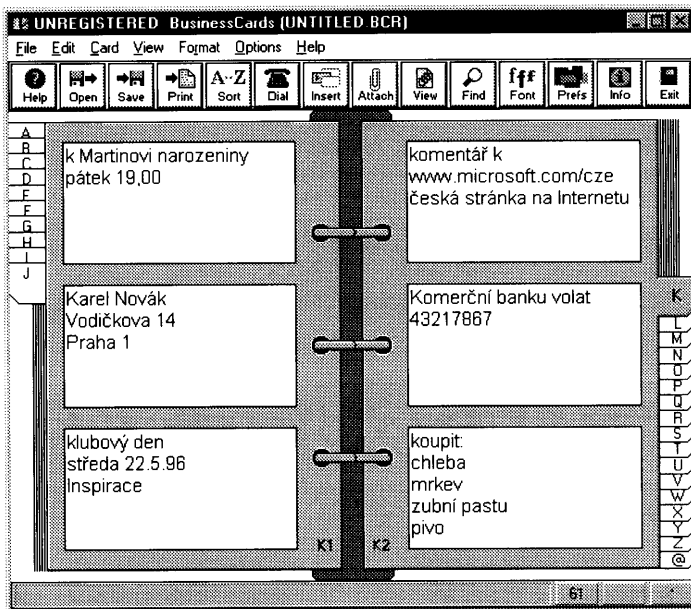 UNREGISTERED BusinessCards (UNTITLED.BCR)
File Edit Card View Format Options Help
Help Open Save Print A··Z Sort Dial Insert Attach View Find fff Font Prefs Info Exit
A
B
C
D
E
F
G
H
I
J
k Martinovi narozeniny
pátek 19,00
Karel Novák
Vodičkova 14
Praha 1
klubový den
středa 22.5.96
Inspirace
K1
komentář k
www.microsoft.com/cze
česká stránka na Internetu
Komerční banku volat
43217867
koupit:
chleba
mrkev
zubní pastu
pivo
K2
K
L
M
N
O
P
Q
R
S
T
U
V
W
X
Y
Z
@
61